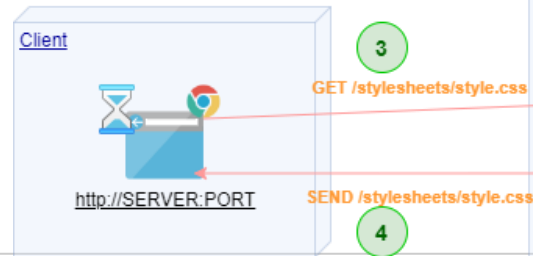 Client
3
GET /stylesheets/style.css
http://SERVER:PORT
SEND /stylesheets/style.css
4